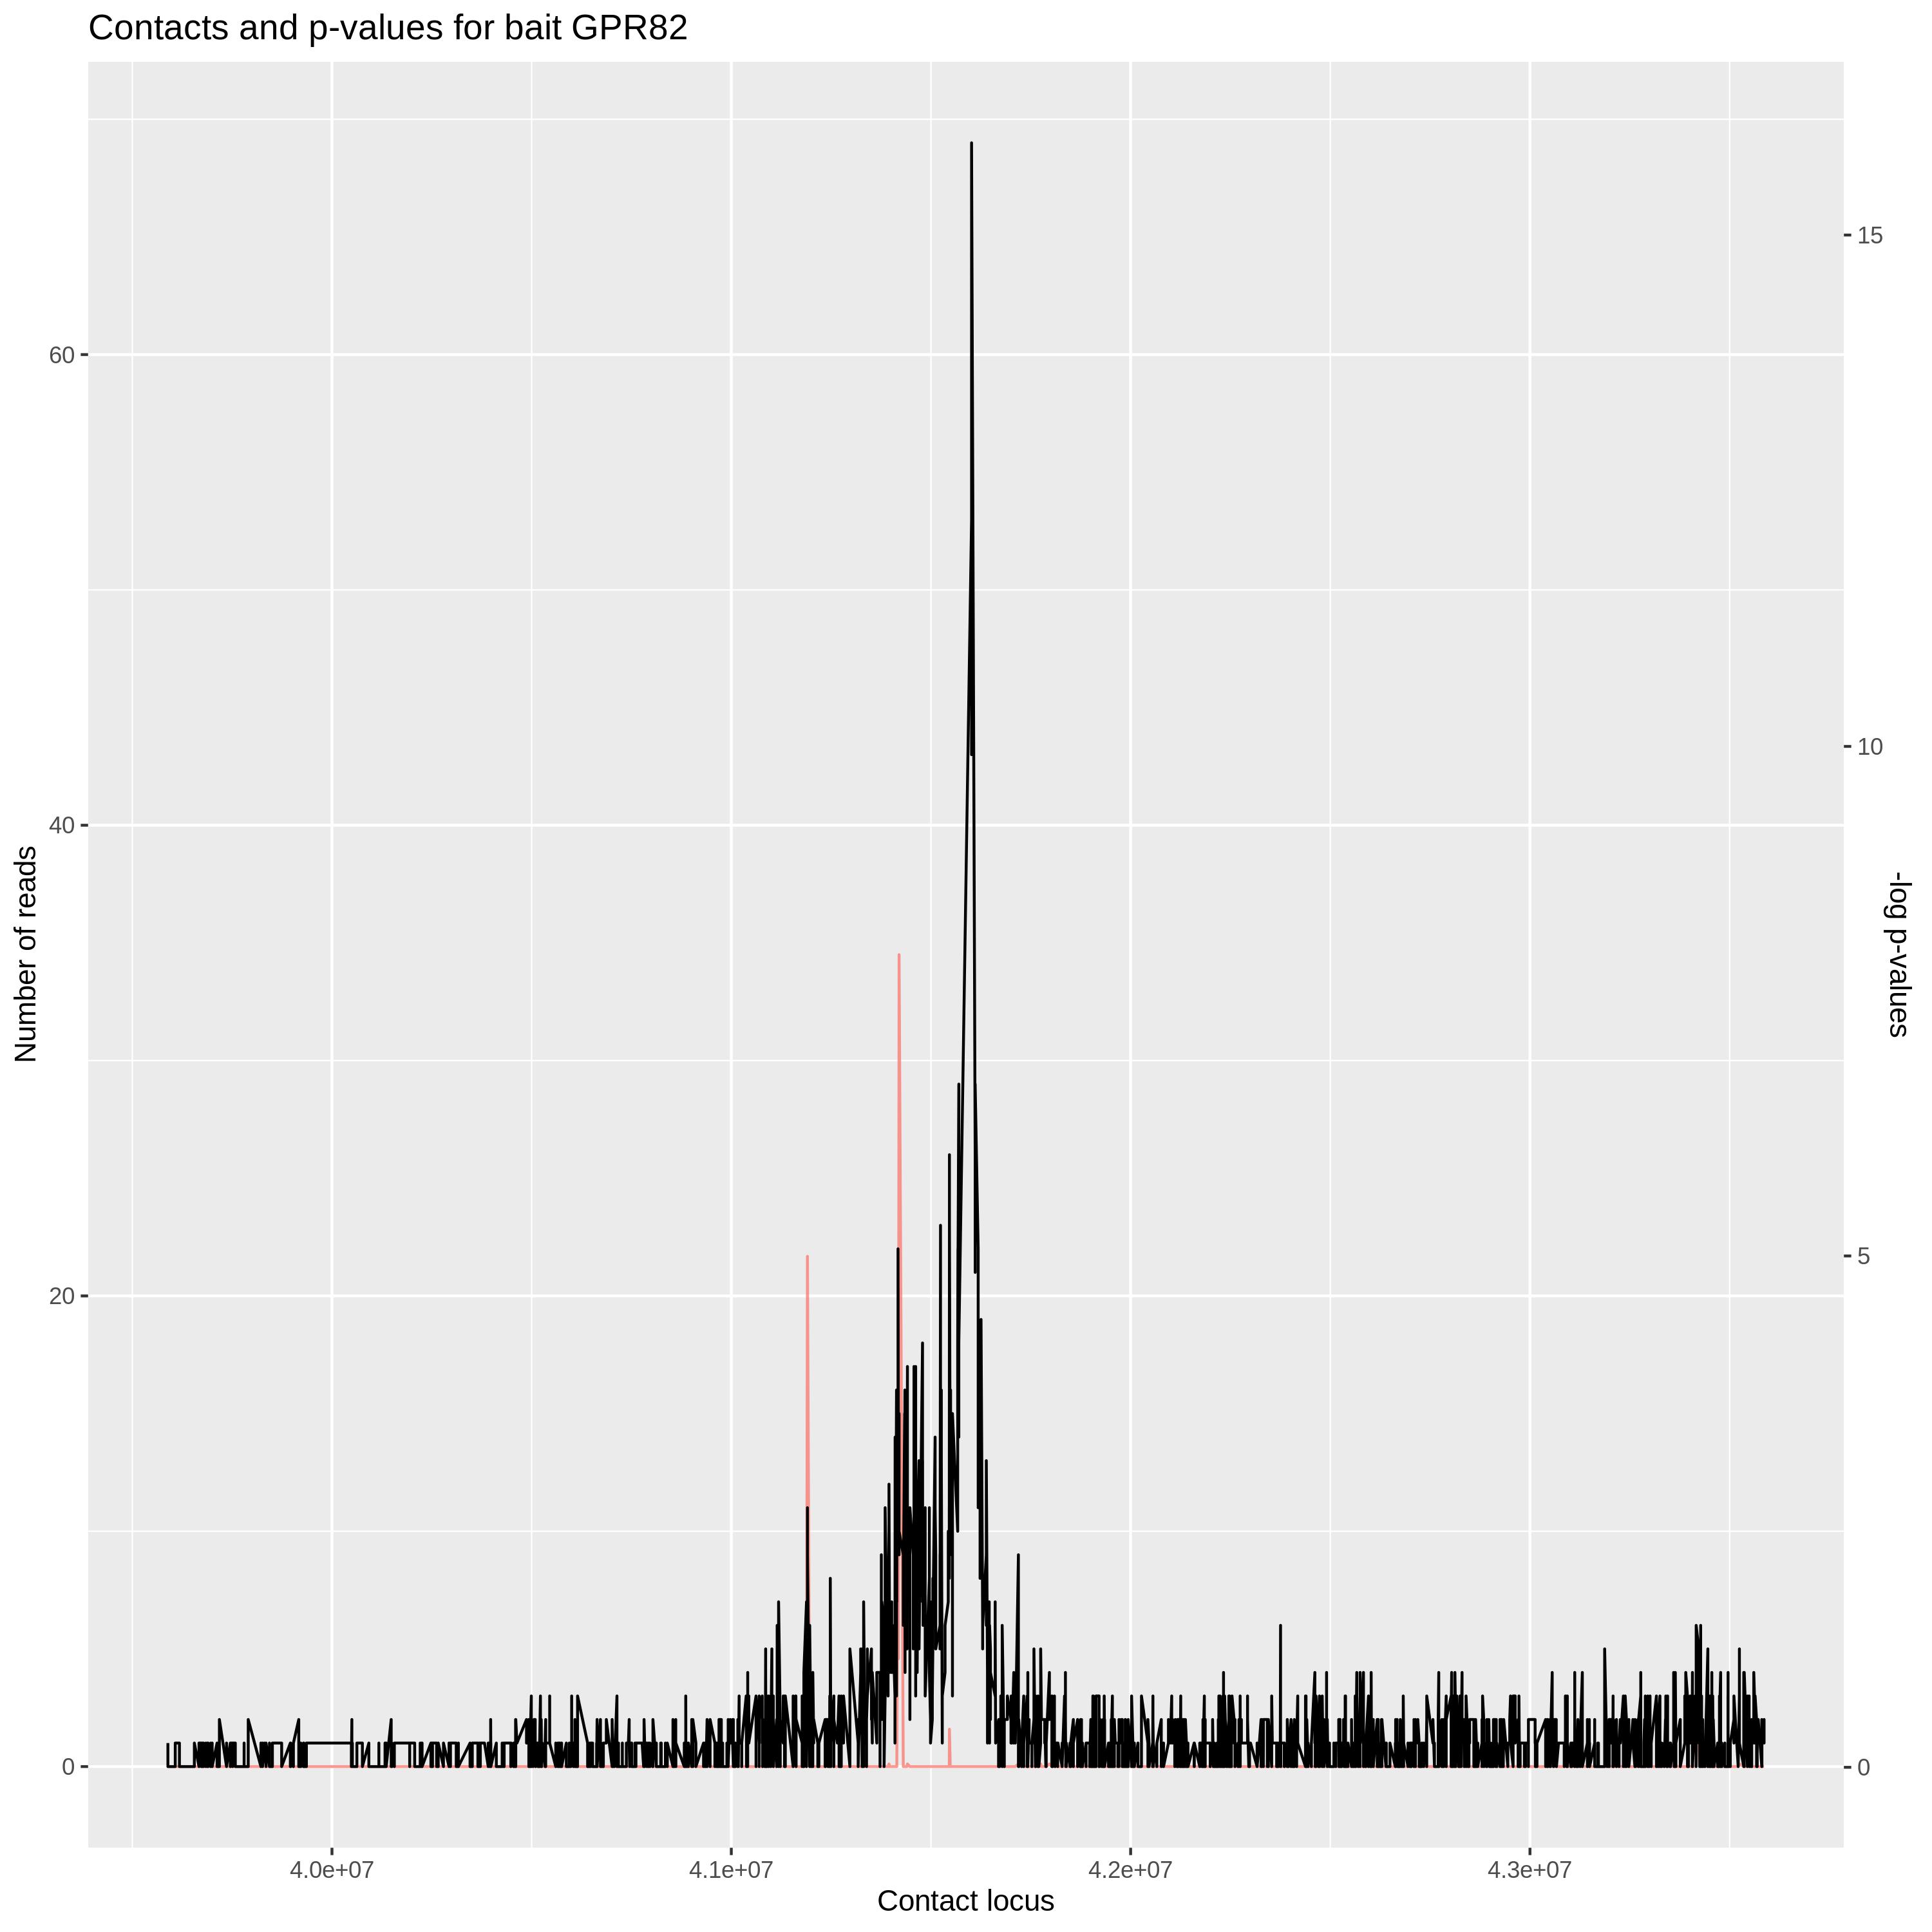 Contacts and p-values for bait GPR82
15
60
10
40
Number of reads
-log p-values
5
20
0
0
4.0e+07 4.1e+07 4.2e+07 4.3e+07
Contact locus